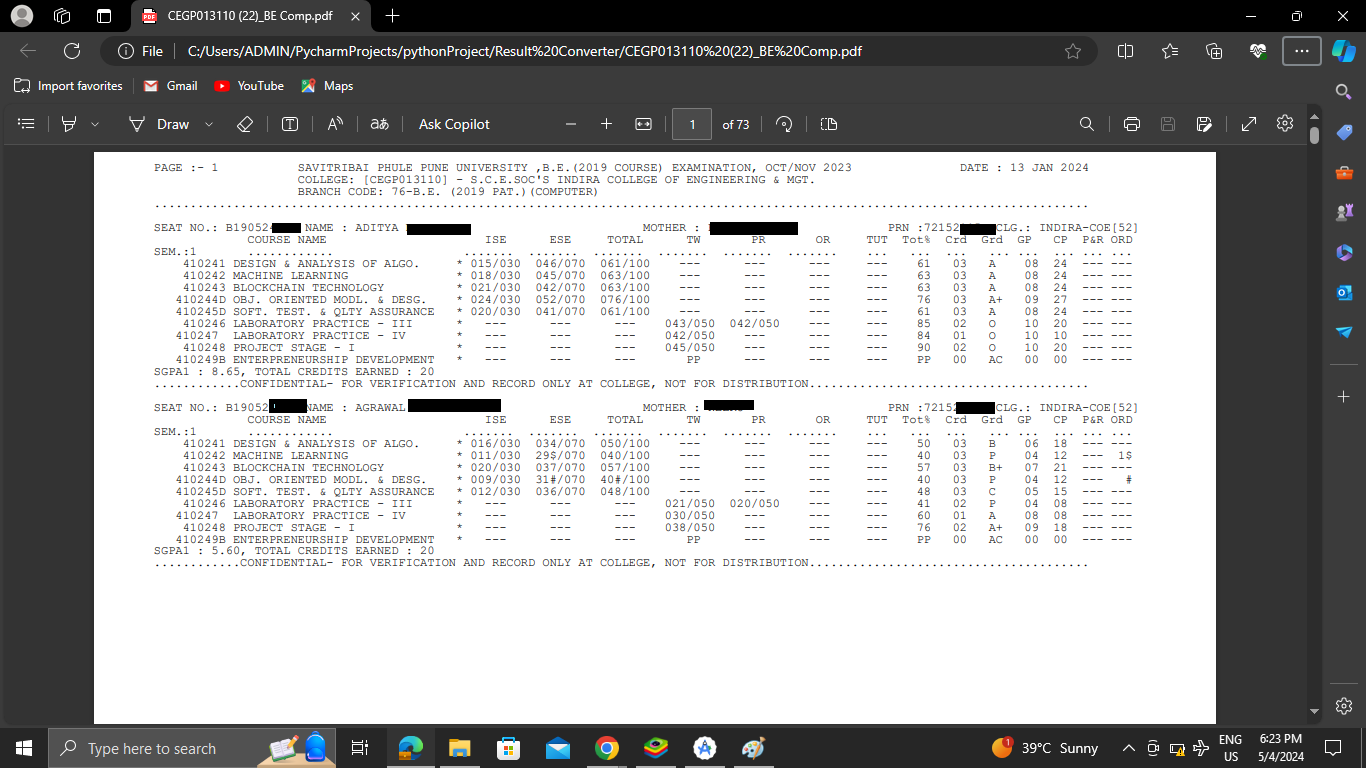 CEGP013110 (22)_BE Comp.pdf
File
C:/Users/ADMIN/PycharmProjects/pythonProject/Result%20Converter/CEGP013110%20(22)_BE%20Comp.pdf
Import favorites Gmail YouTube Maps
Draw Ask Copilot 1 of 73
PAGE :- 1 SAVITRIBAI PHULE PUNE UNIVERSITY ,B.E.(2019 COURSE) EXAMINATION, OCT/NOV 2023 DATE : 13 JAN 2024
COLLEGE: [CEGP013110] - S.C.E.SOC'S INDIRA COLLEGE OF ENGINEERING & MGT.
BRANCH CODE: 76-B.E. (2019 PAT.)(COMPUTER)
SEAT NO.: B190524 NAME : ADITYA MOTHER : PRN :72152 CLG.: INDIRA-COE[52]
COURSE NAME ISE ESE TOTAL TW PR OR TUT Tot% Crd Grd GP CP P&R ORD
SEM.:1 ............ ....... ....... ....... ....... ....... ....... ... ... ... ... ... ... ... ...
410241 DESIGN & ANALYSIS OF ALGO. * 015/030 046/070 061/100 --- --- --- --- 61 03 A 08 24 --- ---
410242 MACHINE LEARNING * 018/030 045/070 063/100 --- --- --- --- 63 03 A 08 24 --- ---
410243 BLOCKCHAIN TECHNOLOGY * 021/030 042/070 063/100 --- --- --- --- 63 03 A 08 24 --- ---
410244D OBJ. ORIENTED MODL. & DESG. * 024/030 052/070 076/100 --- --- --- --- 76 03 A+ 09 27 --- ---
410245D SOFT. TEST. & QLTY ASSURANCE * 020/030 041/070 061/100 --- --- --- --- 61 03 A 08 24 --- ---
410246 LABORATORY PRACTICE - III * --- --- --- 043/050 042/050 --- --- 85 02 O 10 20 --- ---
410247 LABORATORY PRACTICE - IV * --- --- --- 042/050 --- --- --- 84 01 O 10 10 --- ---
410248 PROJECT STAGE - I * --- --- --- 045/050 --- --- --- 90 02 O 10 20 --- ---
410249B ENTERPRENEURSHIP DEVELOPMENT * --- --- --- PP --- --- --- PP 00 AC 00 00 --- ---
SGPA1 : 8.65, TOTAL CREDITS EARNED : 20
............CONFIDENTIAL- FOR VERIFICATION AND RECORD ONLY AT COLLEGE, NOT FOR DISTRIBUTION.......................................
SEAT NO.: B19052 NAME : AGRAWAL MOTHER : PRN :7215 CLG.: INDIRA-COE[52]
COURSE NAME ISE ESE TOTAL TW PR OR TUT Tot% Crd Grd GP CP P&R ORD
SEM.:1 ............ ....... ....... ....... ....... ....... ....... ... ... ... ... ... ... ... ...
410241 DESIGN & ANALYSIS OF ALGO. * 016/030 034/070 050/100 --- --- --- --- 50 03 B 06 18 --- ---
410242 MACHINE LEARNING * 011/030 29$/070 040/100 --- --- --- --- 40 03 P 04 12 --- 1$
410243 BLOCKCHAIN TECHNOLOGY * 020/030 037/070 057/100 --- --- --- --- 57 03 B+ 07 21 --- ---
410244D OBJ. ORIENTED MODL. & DESG. * 009/030 31#/070 40#/100 --- --- --- --- 40 03 P 04 12 --- #
410245D SOFT. TEST. & QLTY ASSURANCE * 012/030 036/070 048/100 --- --- --- --- 48 03 C 05 15 --- ---
410246 LABORATORY PRACTICE - III * --- --- --- 021/050 020/050 --- --- 41 02 P 04 08 --- ---
410247 LABORATORY PRACTICE - IV * --- --- --- 030/050 --- --- --- 60 01 A 08 08 --- ---
410248 PROJECT STAGE - I * --- --- --- 038/050 --- --- --- 76 02 A+ 09 18 --- ---
410249B ENTERPRENEURSHIP DEVELOPMENT * --- --- --- PP --- --- --- PP 00 AC 00 00 --- ---
SGPA1 : 5.60, TOTAL CREDITS EARNED : 20
............CONFIDENTIAL- FOR VERIFICATION AND RECORD ONLY AT COLLEGE, NOT FOR DISTRIBUTION.......................................
Type here to search 39°C Sunny ENG US 6:23 PM 5/4/2024